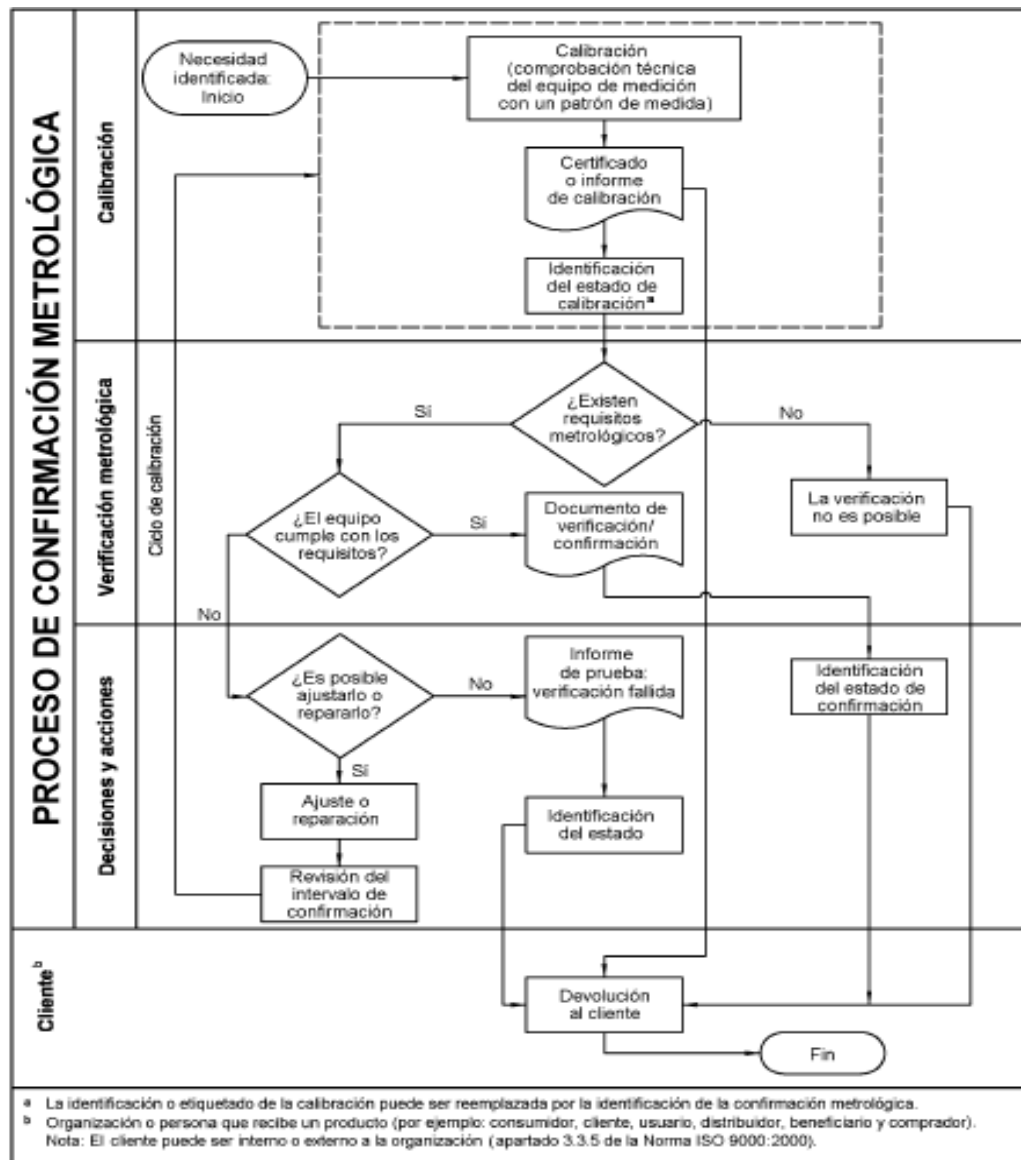 PROCESO DE CONFIRMACIÓN METROLÓGICA
Calibración
Necesidad
identificada:
Inicio
Calibración
(comprobación técnica
del equipo de medición
con un patrón de medida)
Certificado
o informe
de calibración
Identificación
del estado de
calibraciónᵃ
Verificación metrológica
Ciclo de calibración
¿Existen
requisitos
metrológicos?
Sí
No
¿El equipo
cumple con los
requisitos?
Sí
Documento de
verificación/
confirmación
La verificación
no es posible
No
Decisiones y acciones
¿Es posible
ajustarlo o
repararlo?
No
Informe
de prueba:
verificación fallida
Identificación
del estado de
confirmación
Sí
Ajuste o
reparación
Identificación
del estado
Revisión del
intervalo de
confirmación
Clienteᵇ
Devolución
al cliente
Fin
ᵃ La identificación o etiquetado de la calibración puede ser reemplazada por la identificación de la confirmación metrológica.
ᵇ Organización o persona que recibe un producto (por ejemplo: consumidor, cliente, usuario, distribuidor, beneficiario y comprador).
Nota: El cliente puede ser interno o externo a la organización (apartado 3.3.5 de la Norma ISO 9000:2000).